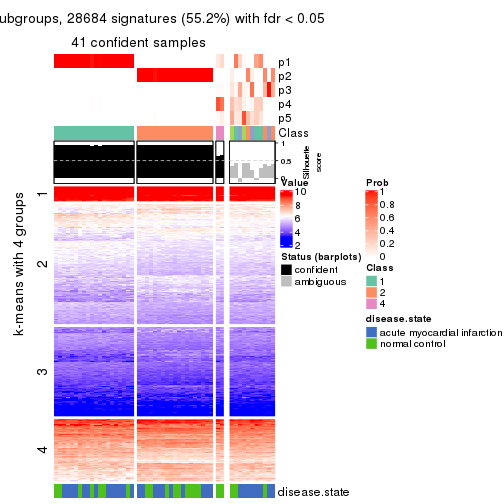 ubgroups, 28684 signatures (55.2%) with fdr < 0.05
41 confident samples
p1
p2
p3
p4
p5
Class
1
0.5
0
Silhouette
score
k-means with 4 groups
1
2
3
4
disease.state
Value
10
8
6
4
2
Status (barplots)
confident
ambiguous
Prob
1
0.8
0.6
0.4
0.2
0
Class
1
2
4
disease.state
acute myocardial infarction
normal control